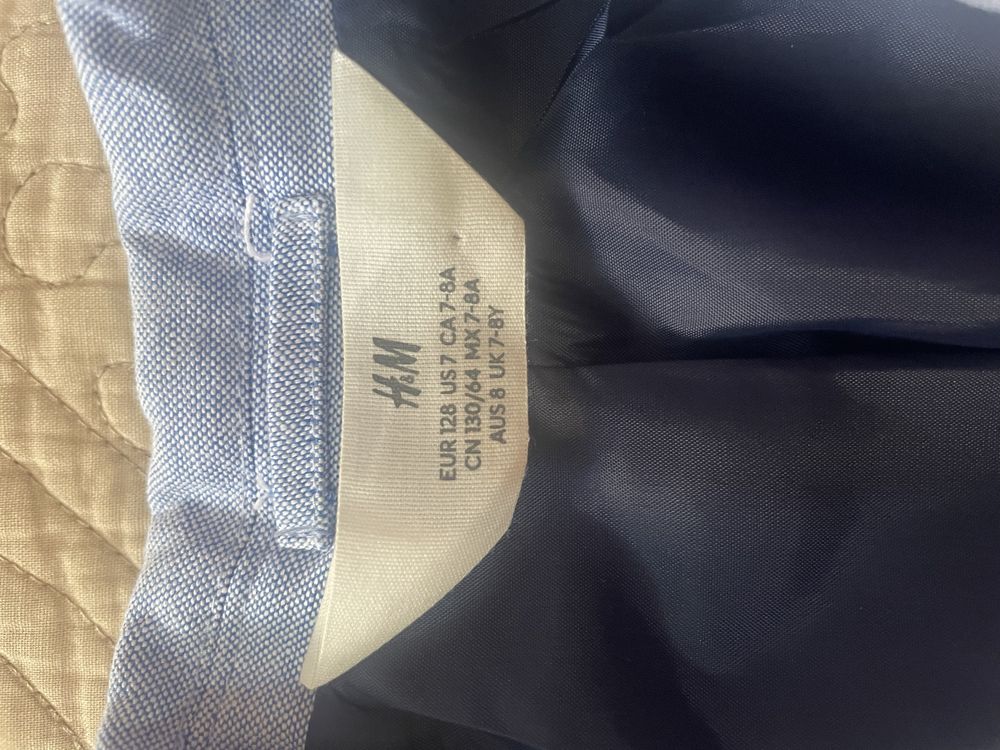 H&M
EUR 128 US 7 CA 7-8A
CN 130/64 MX 7-8A
AUS 8 UK 7-8Y